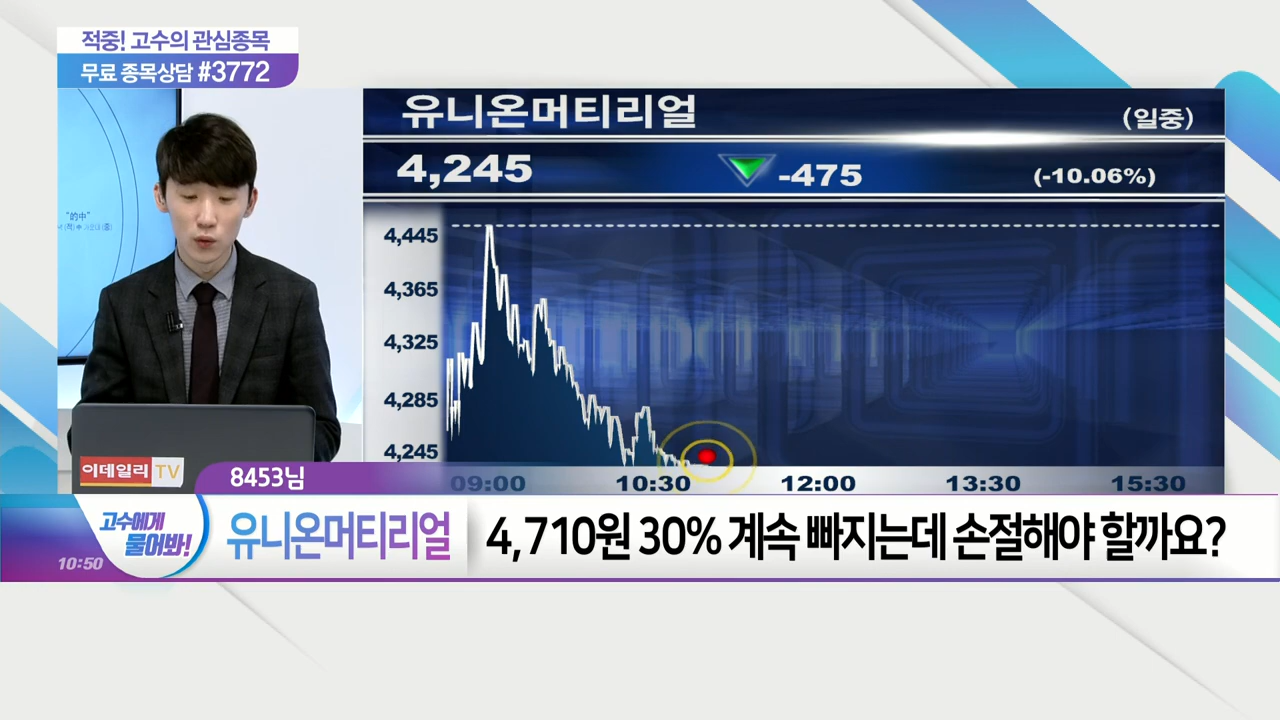 적중! 고수의 관심종목
무료 종목상담 #3772
"的中"
유니온머티리얼
(일중)
4,245
-475
(-10.06%)
4,445
4,365
4,325
4,285
4,245
09:00
10:30
12:00
13:30
15:30
이데일리 TV
8453님
고수에게
물어봐!
10:50
유니온머티리얼
4,710원 30% 계속 빠지는데 손절해야 할까요?